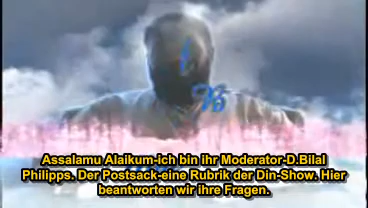 Assalamu Alaikum-ich bin ihr Moderator-D.Bilal
Philipps. Der Postsack-eine Rubrik der Din-Show. Hier
beantworten wir ihre Fragen.